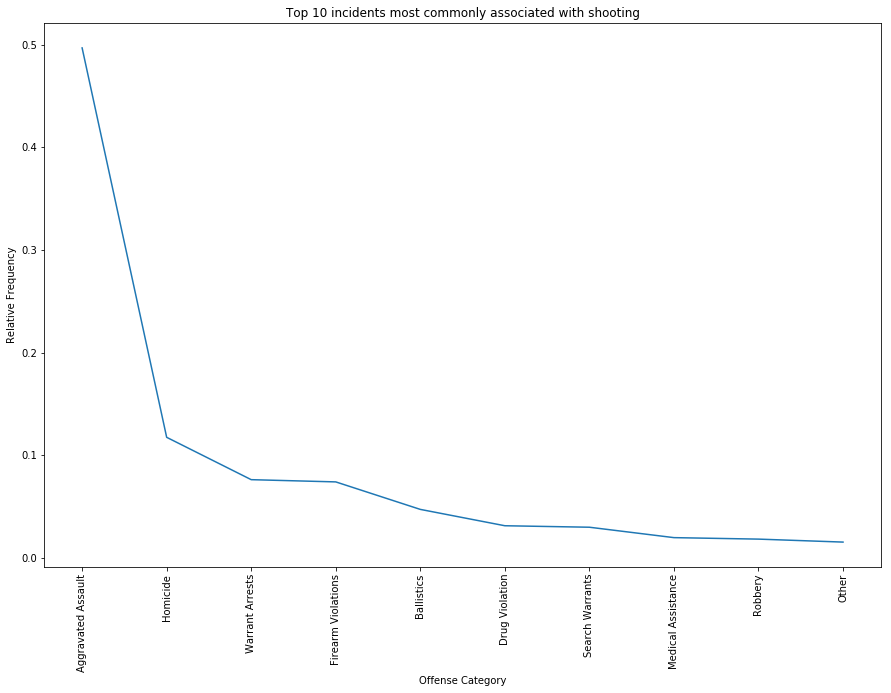 Top 10 incidents most commonly associated with shooting
0.5
0.4
0.3
0.2
0.1
0.0
Relative Frequency
Aggravated Assault
Homicide
Warrant Arrests
Firearm Violations
Ballistics
Drug Violation
Search Warrants
Medical Assistance
Robbery
Other
Offense Category